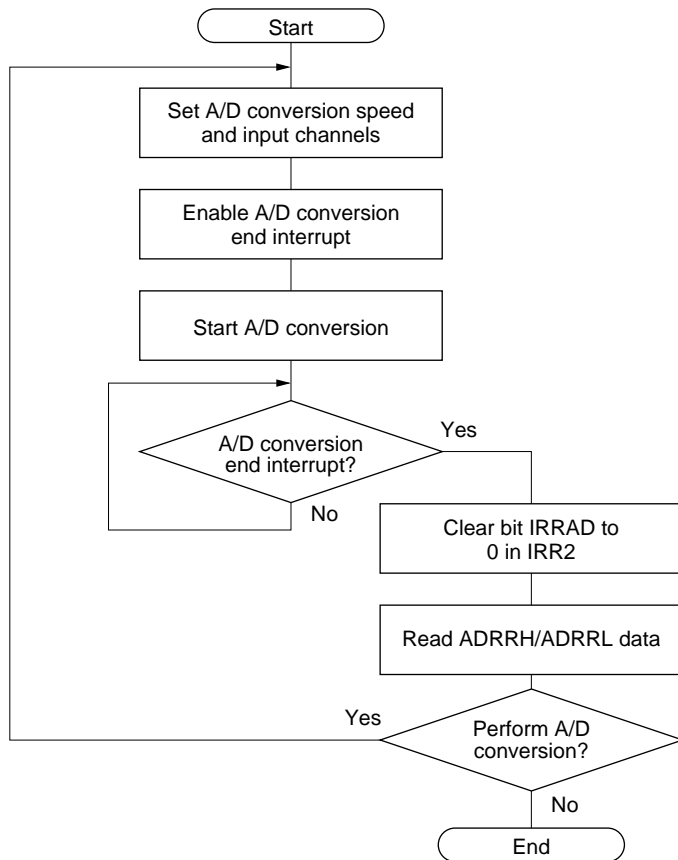 Start
Set A/D conversion speed
and input channels
Enable A/D conversion
end interrupt
Start A/D conversion
A/D conversion
end interrupt?
Yes
No
Clear bit IRRAD to
0 in IRR2
Read ADRRH/ADRRL data
Yes
Perform A/D
conversion?
No
End